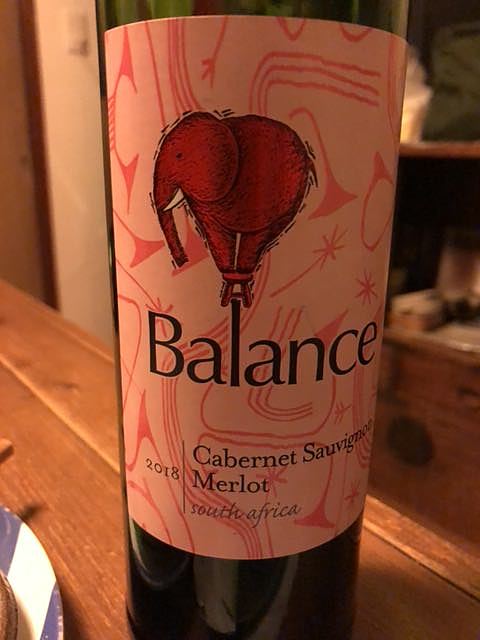 Balance
2018
Cabernet Sauvignon
Merlot
south africa